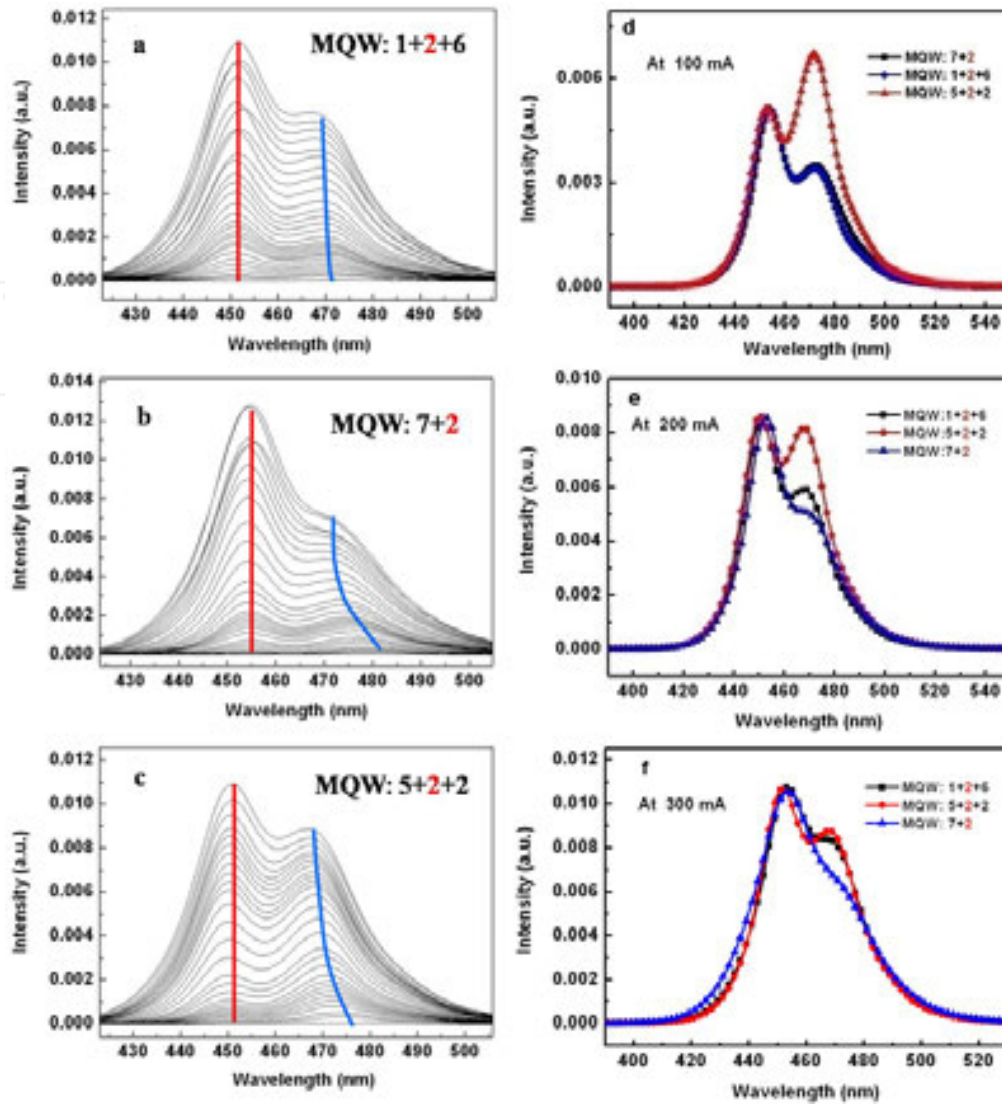 a
MQW: 1+2+6
Intensity (a.u.)
0.012
0.010
0.008
0.006
0.004
0.002
0.000
430 440 450 460 470 480 490 500
Wavelength (nm)
d
At 100 mA
MQW: 7+2
MQW: 1+2+6
MQW: 5+2+2
Intensity (a.u.)
0.006
0.003
0.000
400 420 440 460 480 500 520 540
Wavelength (nm)
b
MQW: 7+2
Intensity (a.u.)
0.014
0.012
0.010
0.008
0.006
0.004
0.002
0.000
430 440 450 460 470 480 490 500
Wavelength (nm)
e
At 200 mA
MQW:1+2+6
MQW:5+2+2
MQW:7+2
Intensity (a.u.)
0.010
0.008
0.006
0.004
0.002
0.000
400 420 440 460 480 500 520 540
Wavelength (nm)
c
MQW: 5+2+2
Intensity (a.u.)
0.012
0.010
0.008
0.006
0.004
0.002
0.000
430 440 450 460 470 480 490 500
Wavelength (nm)
f
At 300 mA
MQW: 1+2+6
MQW: 5+2+2
MQW: 7+2
Intensity (a.u.)
0.012
0.010
0.008
0.006
0.004
0.002
0.000
400 420 440 460 480 500 520
Wavelength (nm)